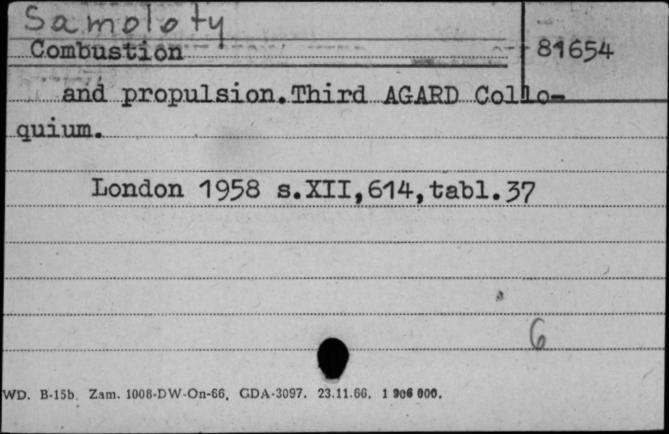 Samoloty
Combustion 81654
and propulsion.Third AGARD Collo-
quium.
London 1958 s.XII,614,tabl.37
6
WD. B-15b. Zam. 1008-DW-On-66. GDA-3097. 23.11.66. 1 906 000.